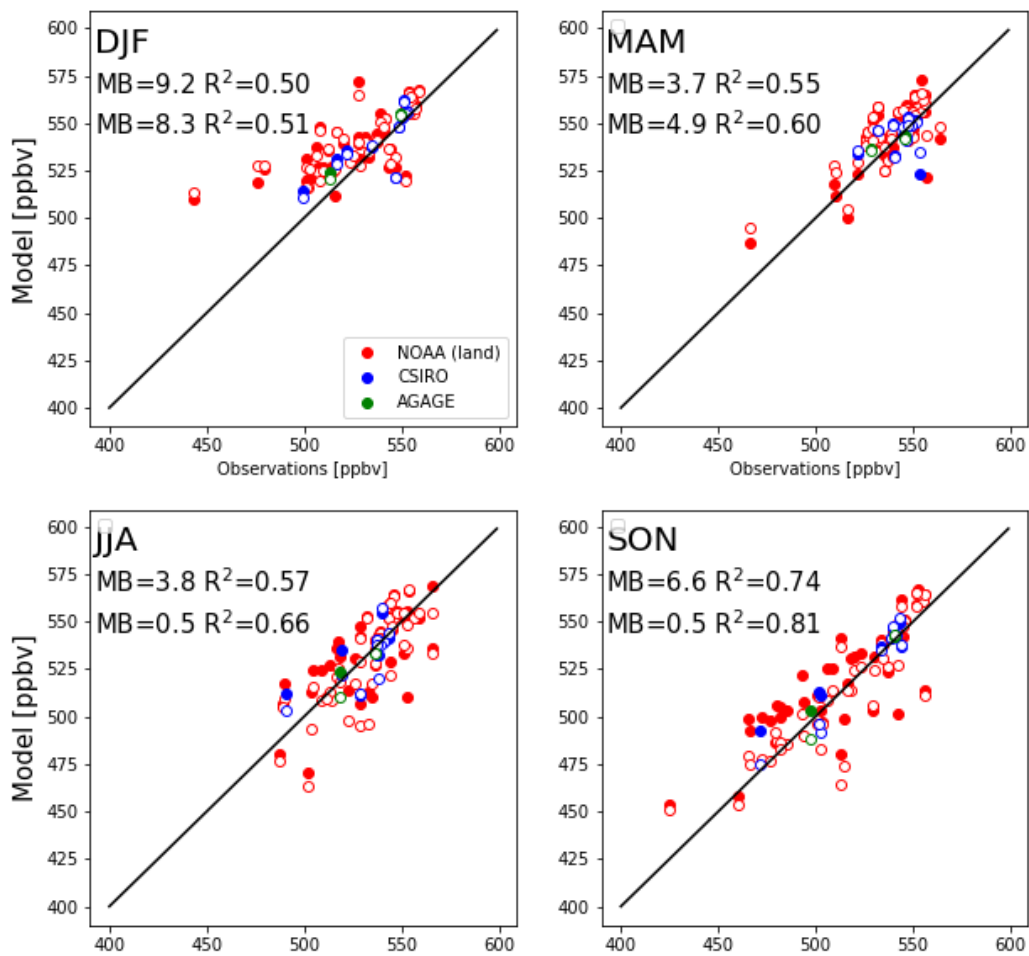 DJF
MB=9.2 R²=0.50
MB=8.3 R²=0.51
600
575
550
525
500
475
450
425
400
Model [ppbv]
NOAA (land)
CSIRO
AGAGE
400 450 500 550 600
Observations [ppbv]
MAM
MB=3.7 R²=0.55
MB=4.9 R²=0.60
600
575
550
525
500
475
450
425
400
400 450 500 550 600
Observations [ppbv]
JJA
MB=3.8 R²=0.57
MB=0.5 R²=0.66
600
575
550
525
500
475
450
425
400
Model [ppbv]
400 450 500 550 600
SON
MB=6.6 R²=0.74
MB=0.5 R²=0.81
600
575
550
525
500
475
450
425
400
400 450 500 550 600